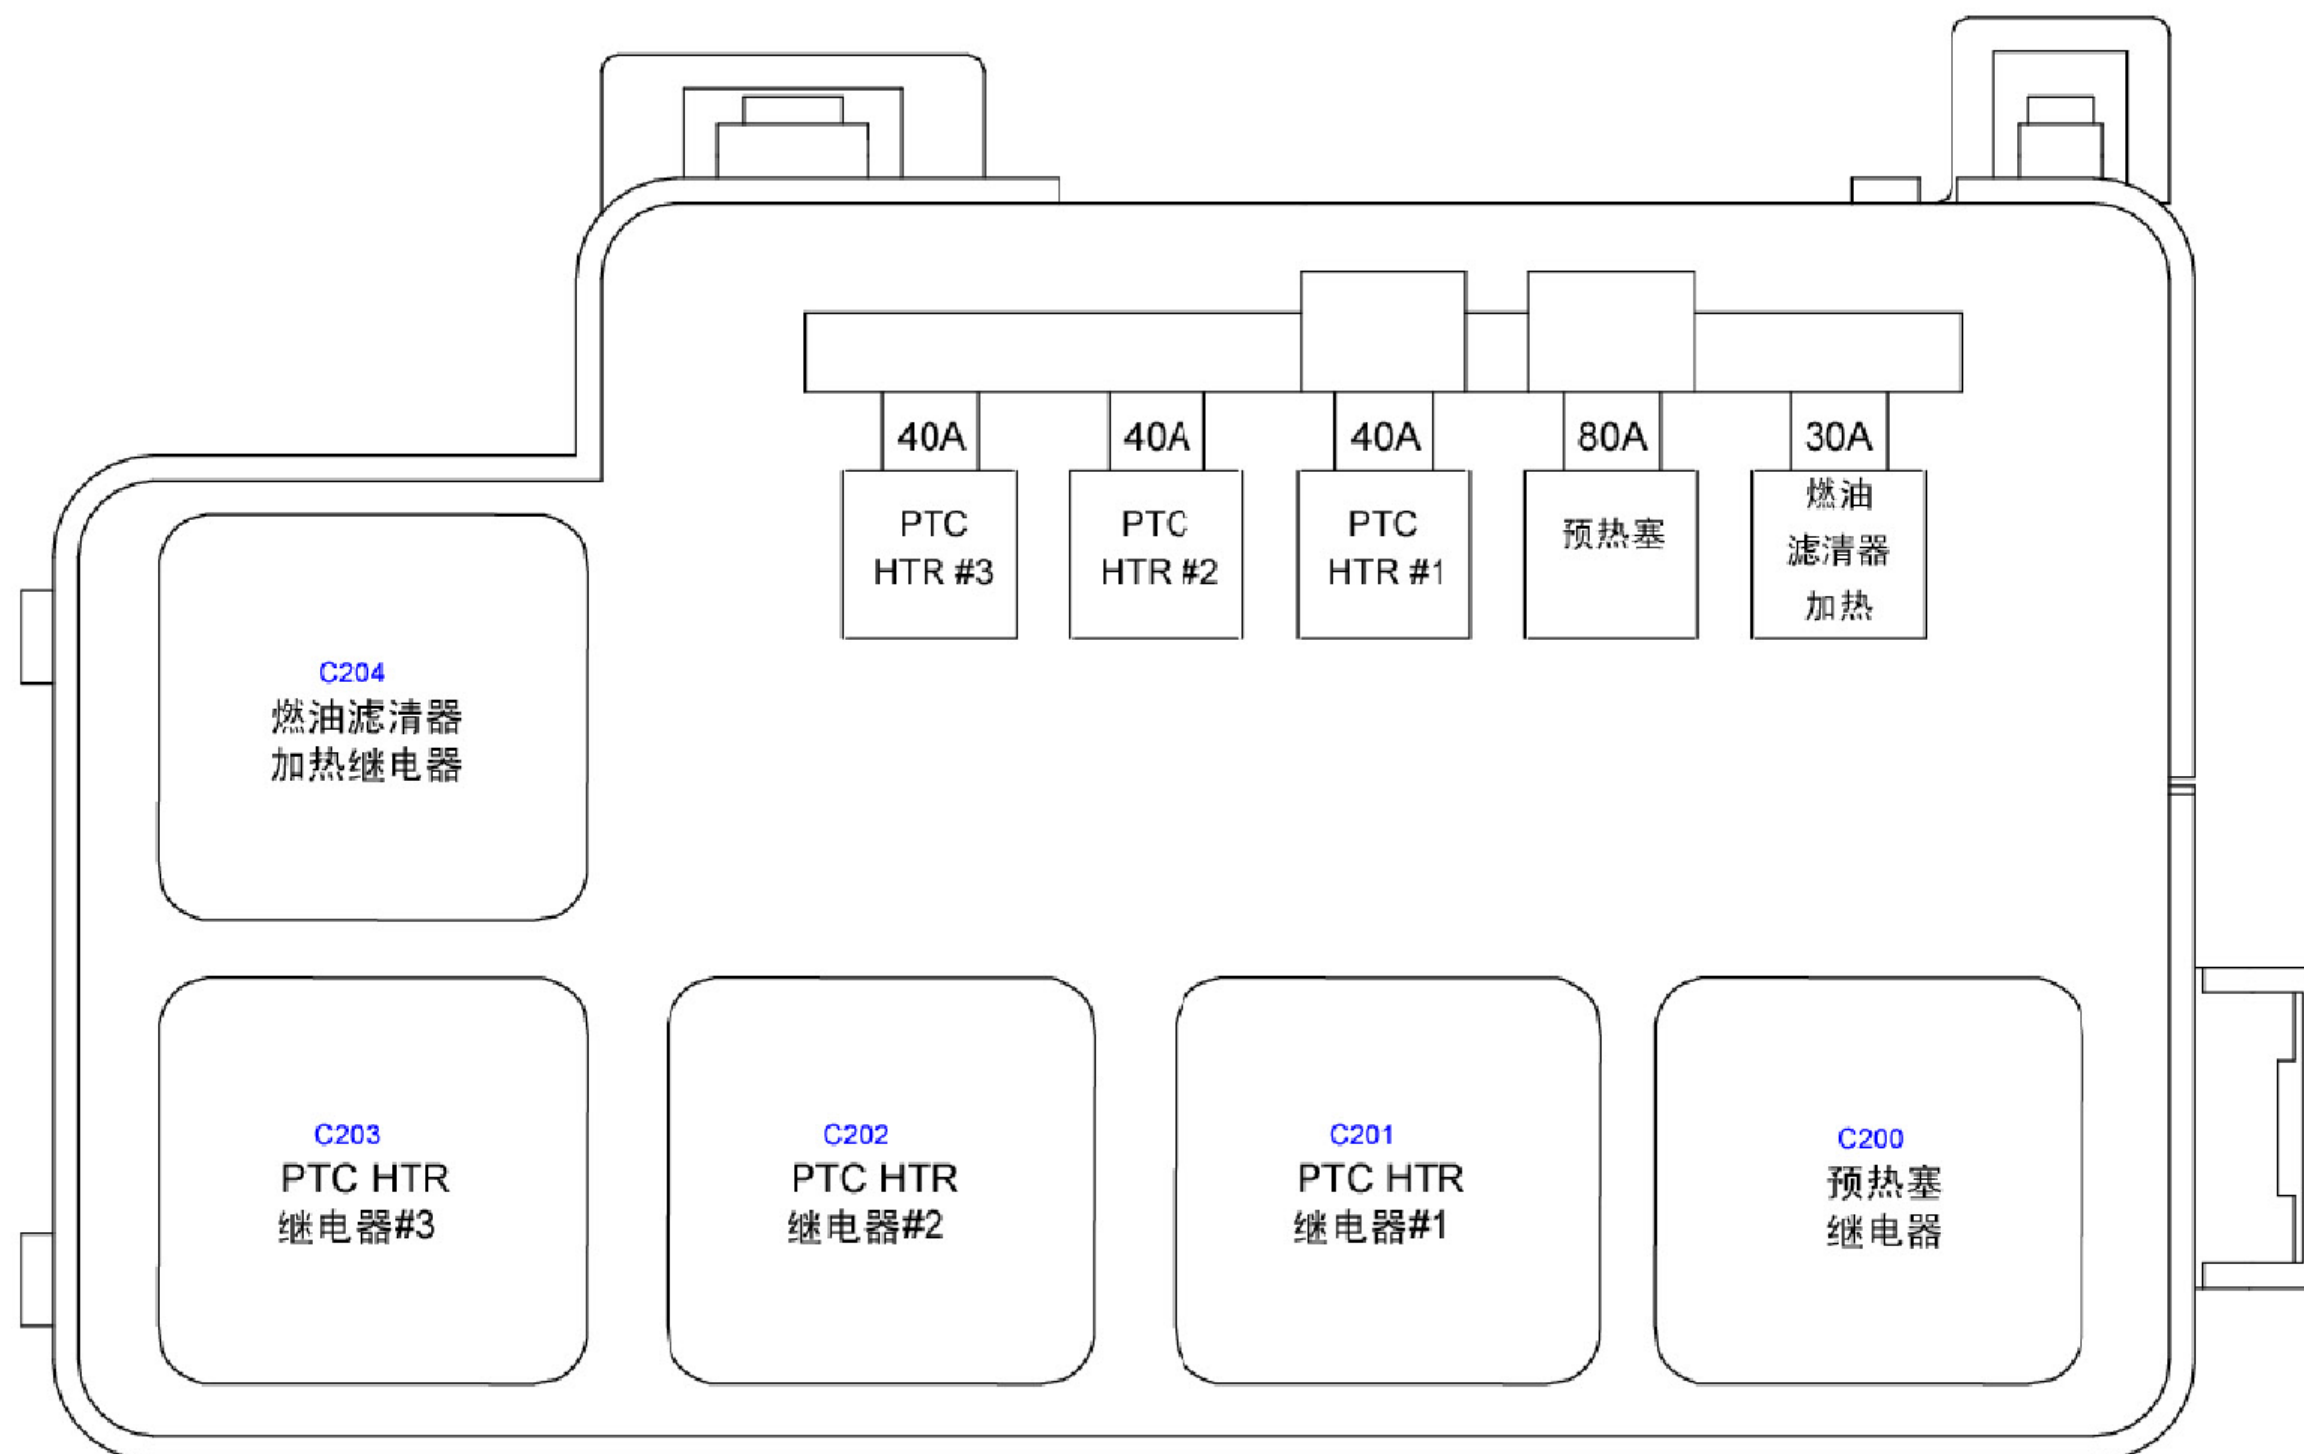 40A
40A
40A
80A
30A
PTC
HTR #3
PTC
HTR #2
PTC
HTR #1
预热塞
燃油
滤清器
加热
C204
燃油滤清器
加热继电器
C203
PTC HTR
继电器#3
C202
PTC HTR
继电器#2
C201
PTC HTR
继电器#1
C200
预热塞
继电器